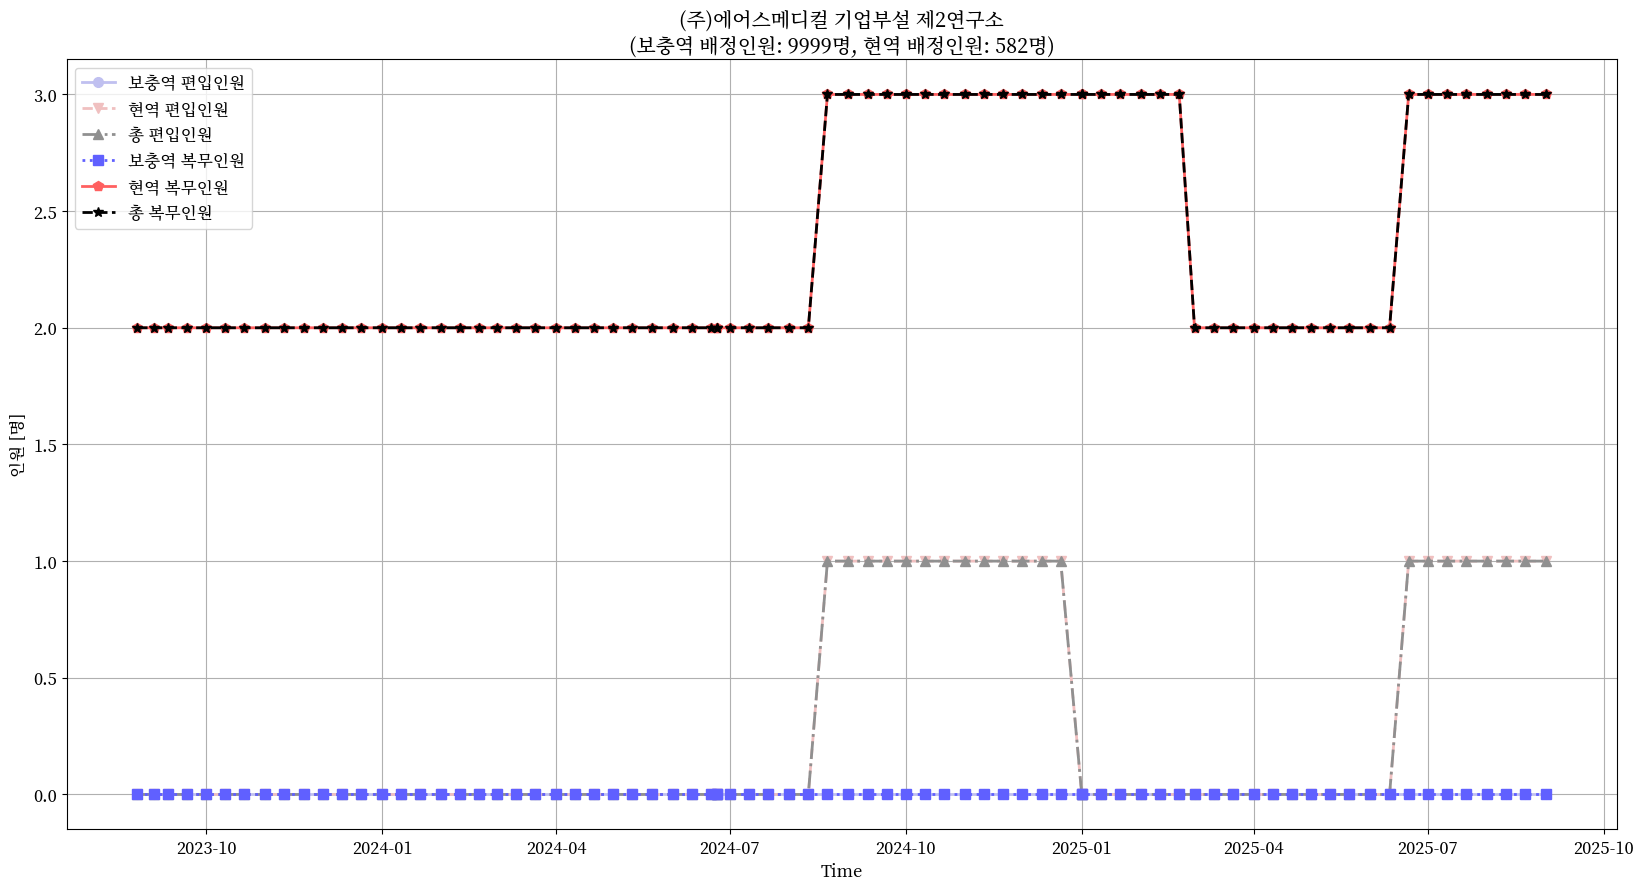 (주)에어스메디컬 기업부설 제2연구소
(보충역 배정인원: 9999명, 현역 배정인원: 582명)
보충역 편입인원
현역 편입인원
총 편입인원
보충역 복무인원
현역 복무인원
총 복무인원
3.0
2.5
2.0
1.5
1.0
0.5
0.0
인원 [명]
2023-10
2024-01
2024-04
2024-07
2024-10
2025-01
2025-04
2025-07
2025-10
Time